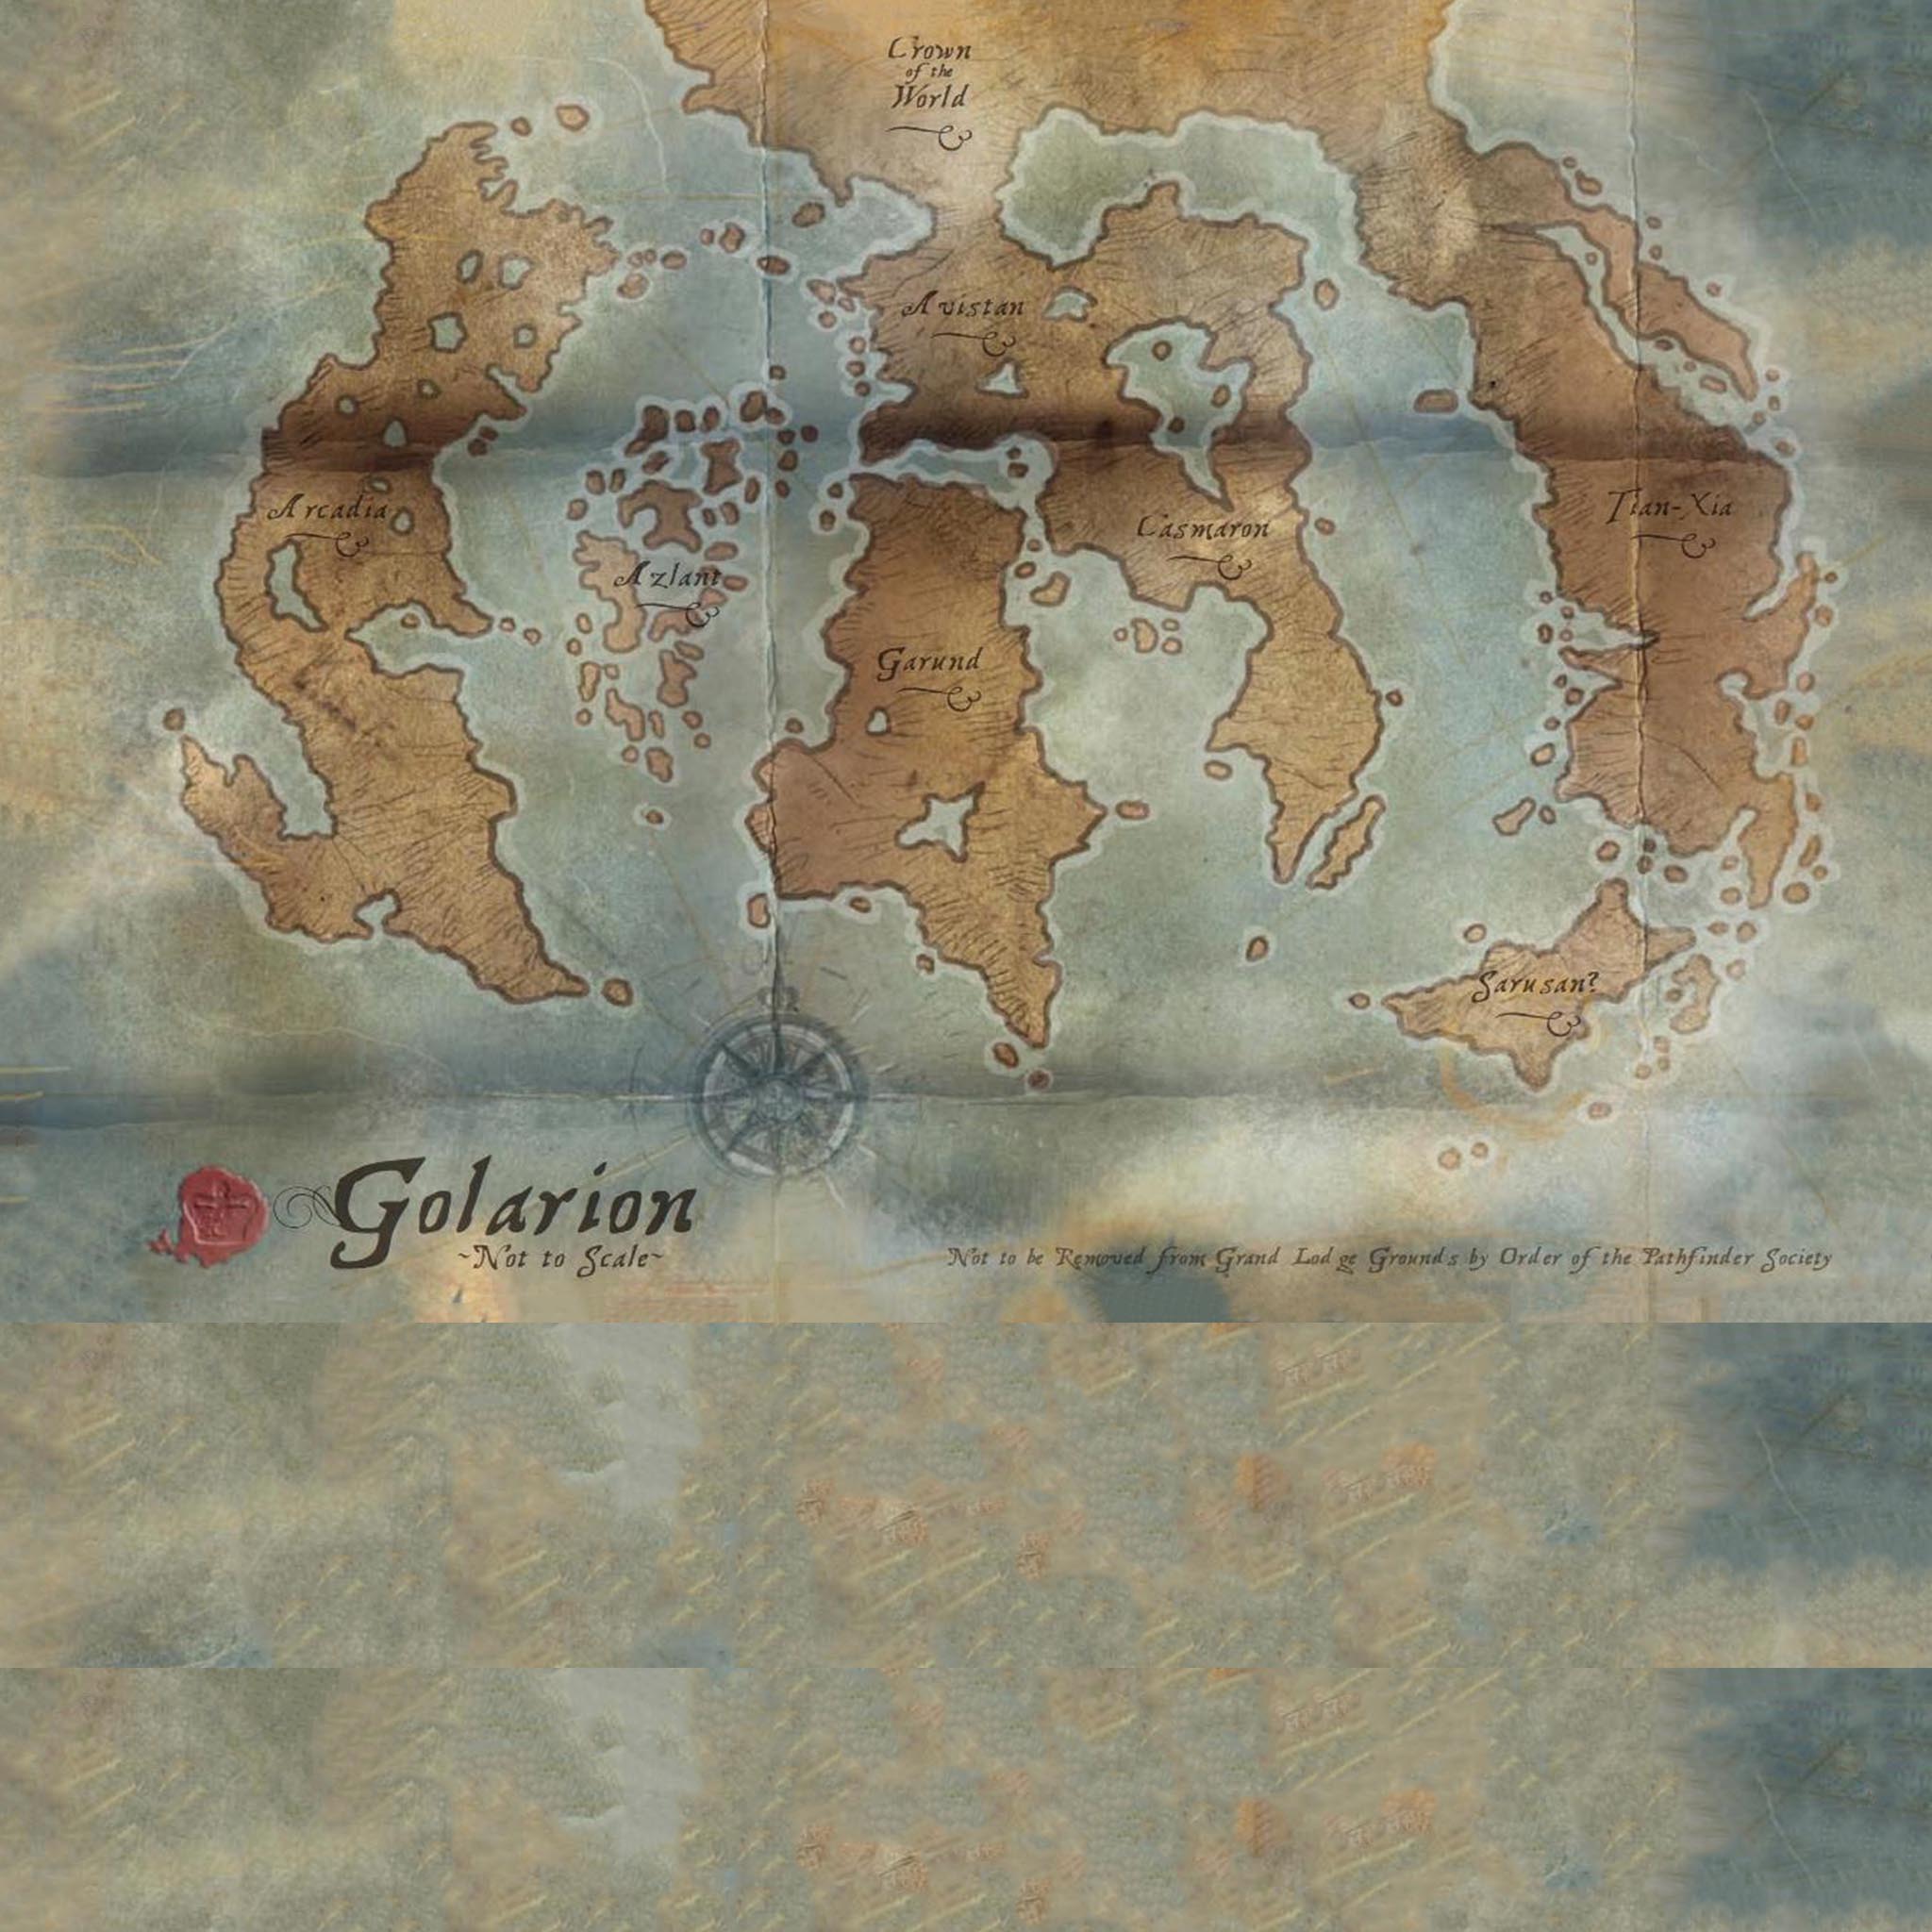 Crown
of the
World
Avistan
Arcadia
Casmaron
Tian-Xia
Azlant
Garund
Sarusan?
Golarion
~Not to Scale~
Not to be Removed from Grand Lodge Grounds by Order of the Pathfinder Society